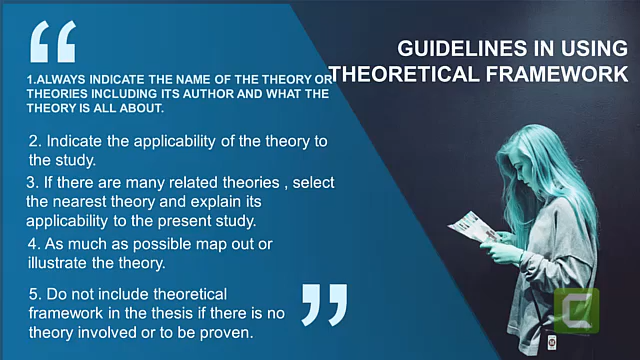 GUIDELINES IN USING
THEORETICAL FRAMEWORK
1.ALWAYS INDICATE THE NAME OF THE THEORY OR
THEORIES INCLUDING ITS AUTHOR AND WHAT THE
THEORY IS ALL ABOUT.
2. Indicate the applicability of the theory to
the study.
3. If there are many related theories , select
the nearest theory and explain its
applicability to the present study.
4. As much as possible map out or
illustrate the theory.
5. Do not include theoretical
framework in the thesis if there is no
theory involved or to be proven.